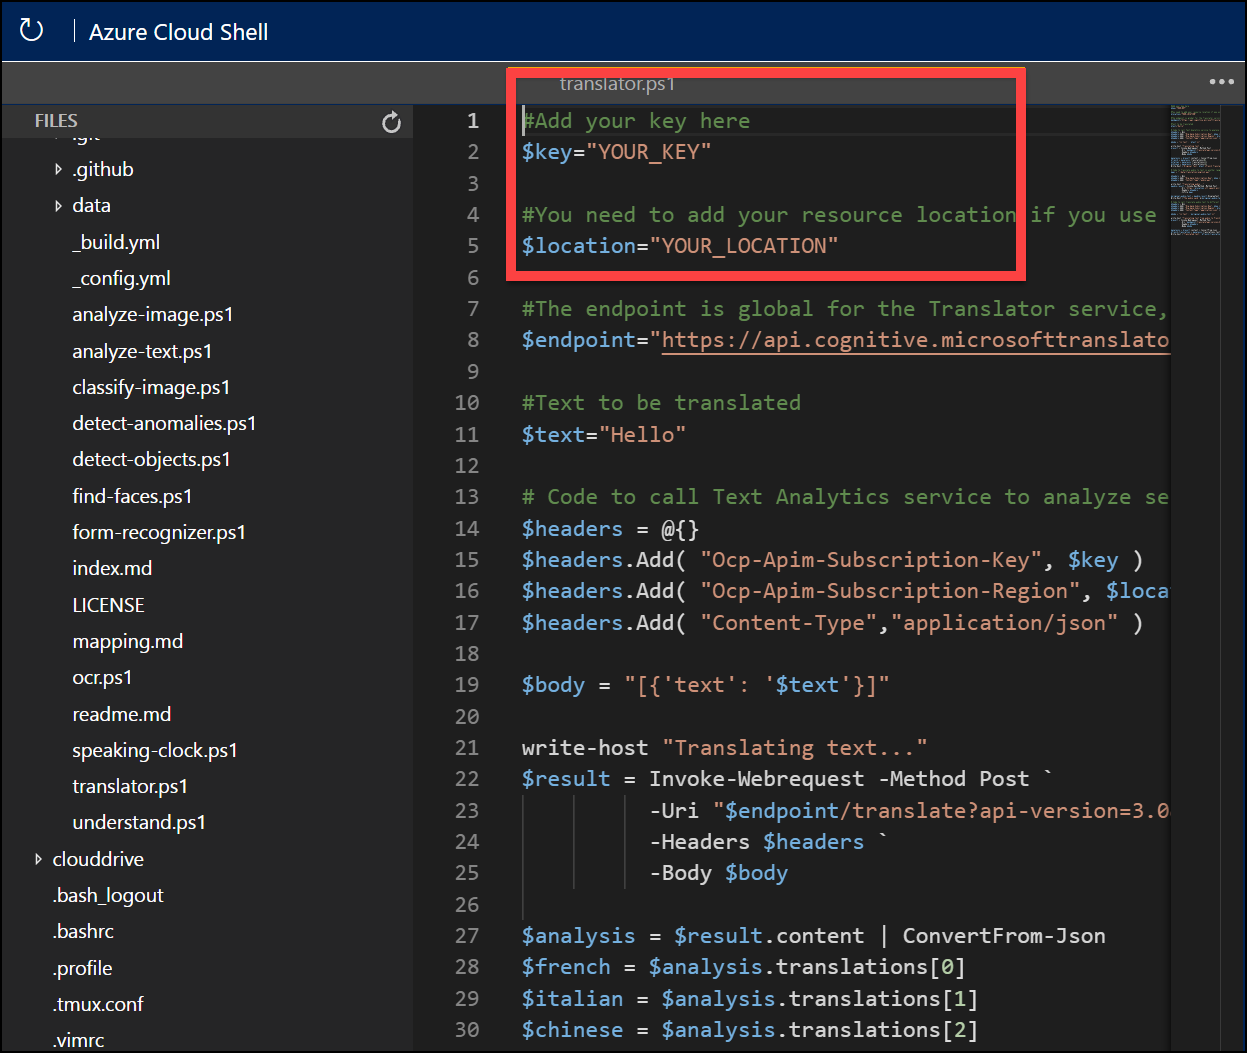 Azure Cloud Shell
translator.ps1
FILES
.github
data
_build.yml
_config.yml
analyze-image.ps1
analyze-text.ps1
classify-image.ps1
detect-anomalies.ps1
detect-objects.ps1
find-faces.ps1
form-recognizer.ps1
index.md
LICENSE
mapping.md
ocr.ps1
readme.md
speaking-clock.ps1
translator.ps1
understand.ps1
clouddrive
.bash_logout
.bashrc
.profile
.tmux.conf
.vimrc
1 #Add your key here
2 $key="YOUR_KEY"
3
4 #You need to add your resource location if you use
5 $location="YOUR_LOCATION"
6
7 #The endpoint is global for the Translator service,
8 $endpoint="https://api.cognitive.microsofttranslato
9
10 #Text to be translated
11 $text="Hello"
12
13 # Code to call Text Analytics service to analyze se
14 $headers = @{}
15 $headers.Add( "Ocp-Apim-Subscription-Key", $key )
16 $headers.Add( "Ocp-Apim-Subscription-Region", $loca
17 $headers.Add( "Content-Type","application/json" )
18
19 $body = "[{'text': '$text'}]"
20
21 write-host "Translating text..."
22 $result = Invoke-Webrequest -Method Post `
23 -Uri "$endpoint/translate?api-version=3.0
24 -Headers $headers `
25 -Body $body
26
27 $analysis = $result.content | ConvertFrom-Json
28 $french = $analysis.translations[0]
29 $italian = $analysis.translations[1]
30 $chinese = $analysis.translations[2]